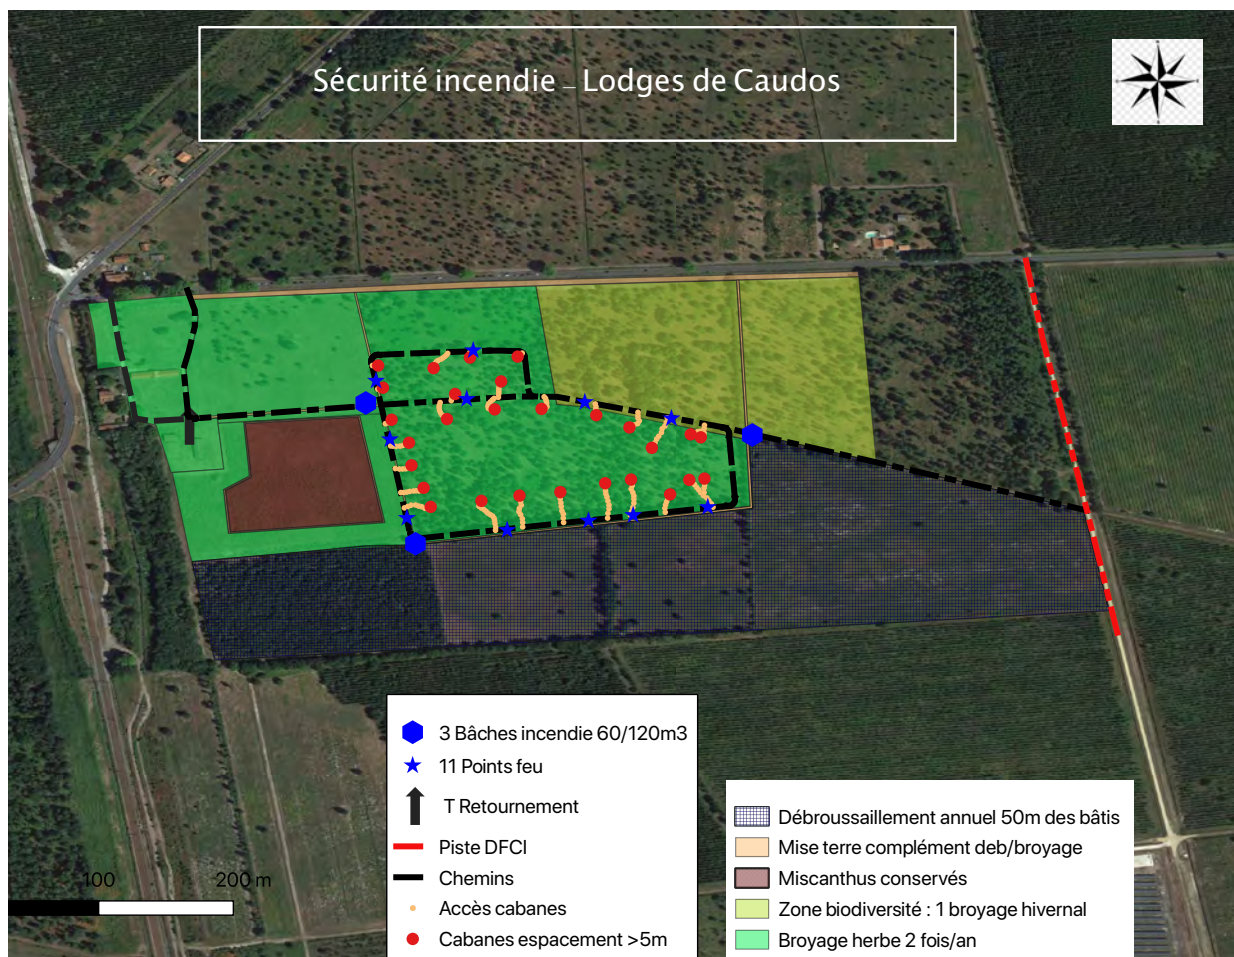 Sécurité incendie – Lodges de Caudos
3 Bâches incendie 60/120m3
11 Points feu
T Retournement
Piste DFCI
Chemins
Accès cabanes
Cabanes espacement >5m
100 200 m
Débroussaillement annuel 50m des bâtis
Mise terre complément deb/broyage
Miscanthus conservés
Zone biodiversité : 1 broyage hivernal
Broyage herbe 2 fois/an